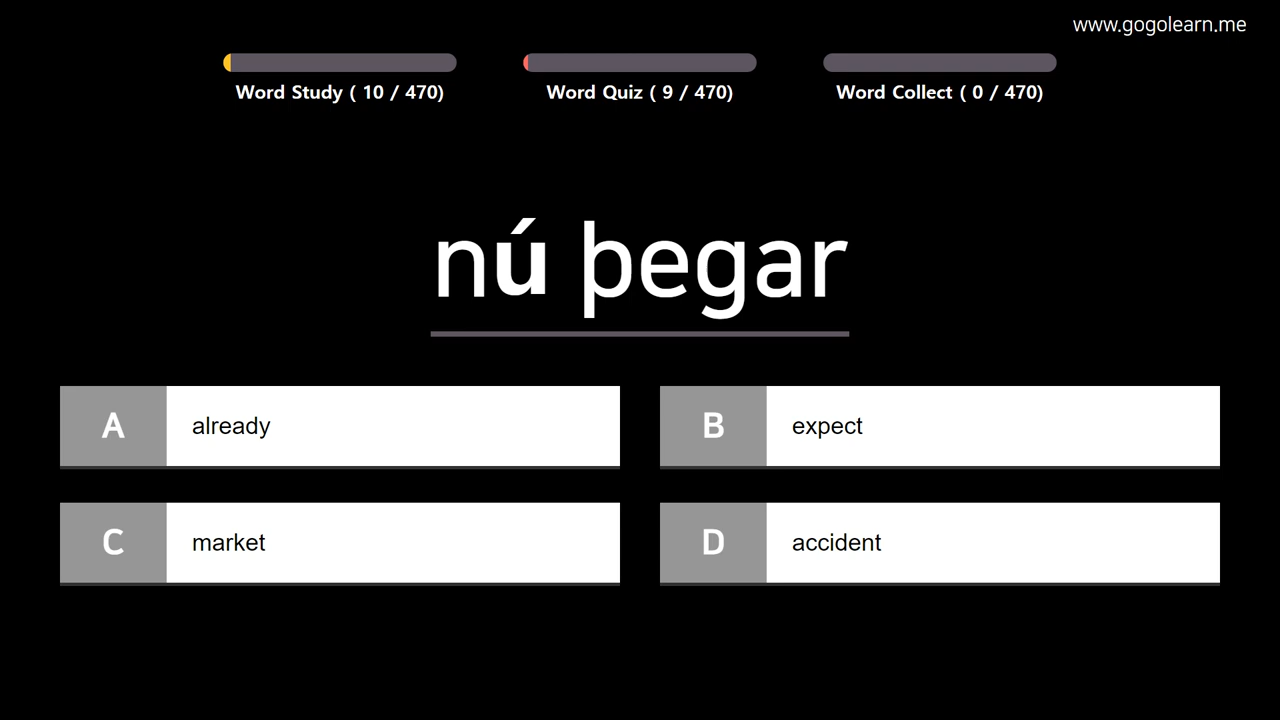 www.gogolearn.me
Word Study ( 10 / 470)
Word Quiz ( 9 / 470)
Word Collect ( 0 / 470)
nú þegar
A already
B expect
C market
D accident